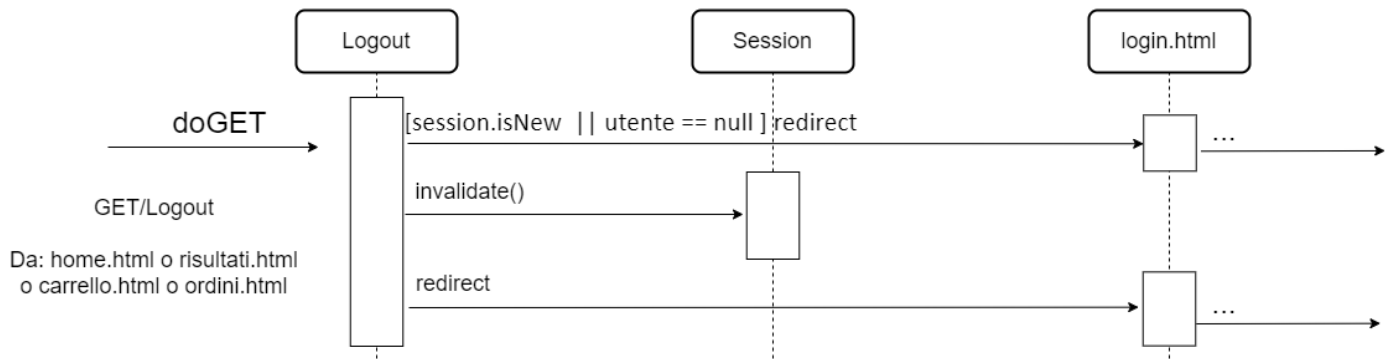 Logout
Session
login.html
doGET
[session.isNew || utente == null ] redirect
...
GET/Logout
invalidate()
Da: home.html o risultati.html
o carrello.html o ordini.html
redirect
...